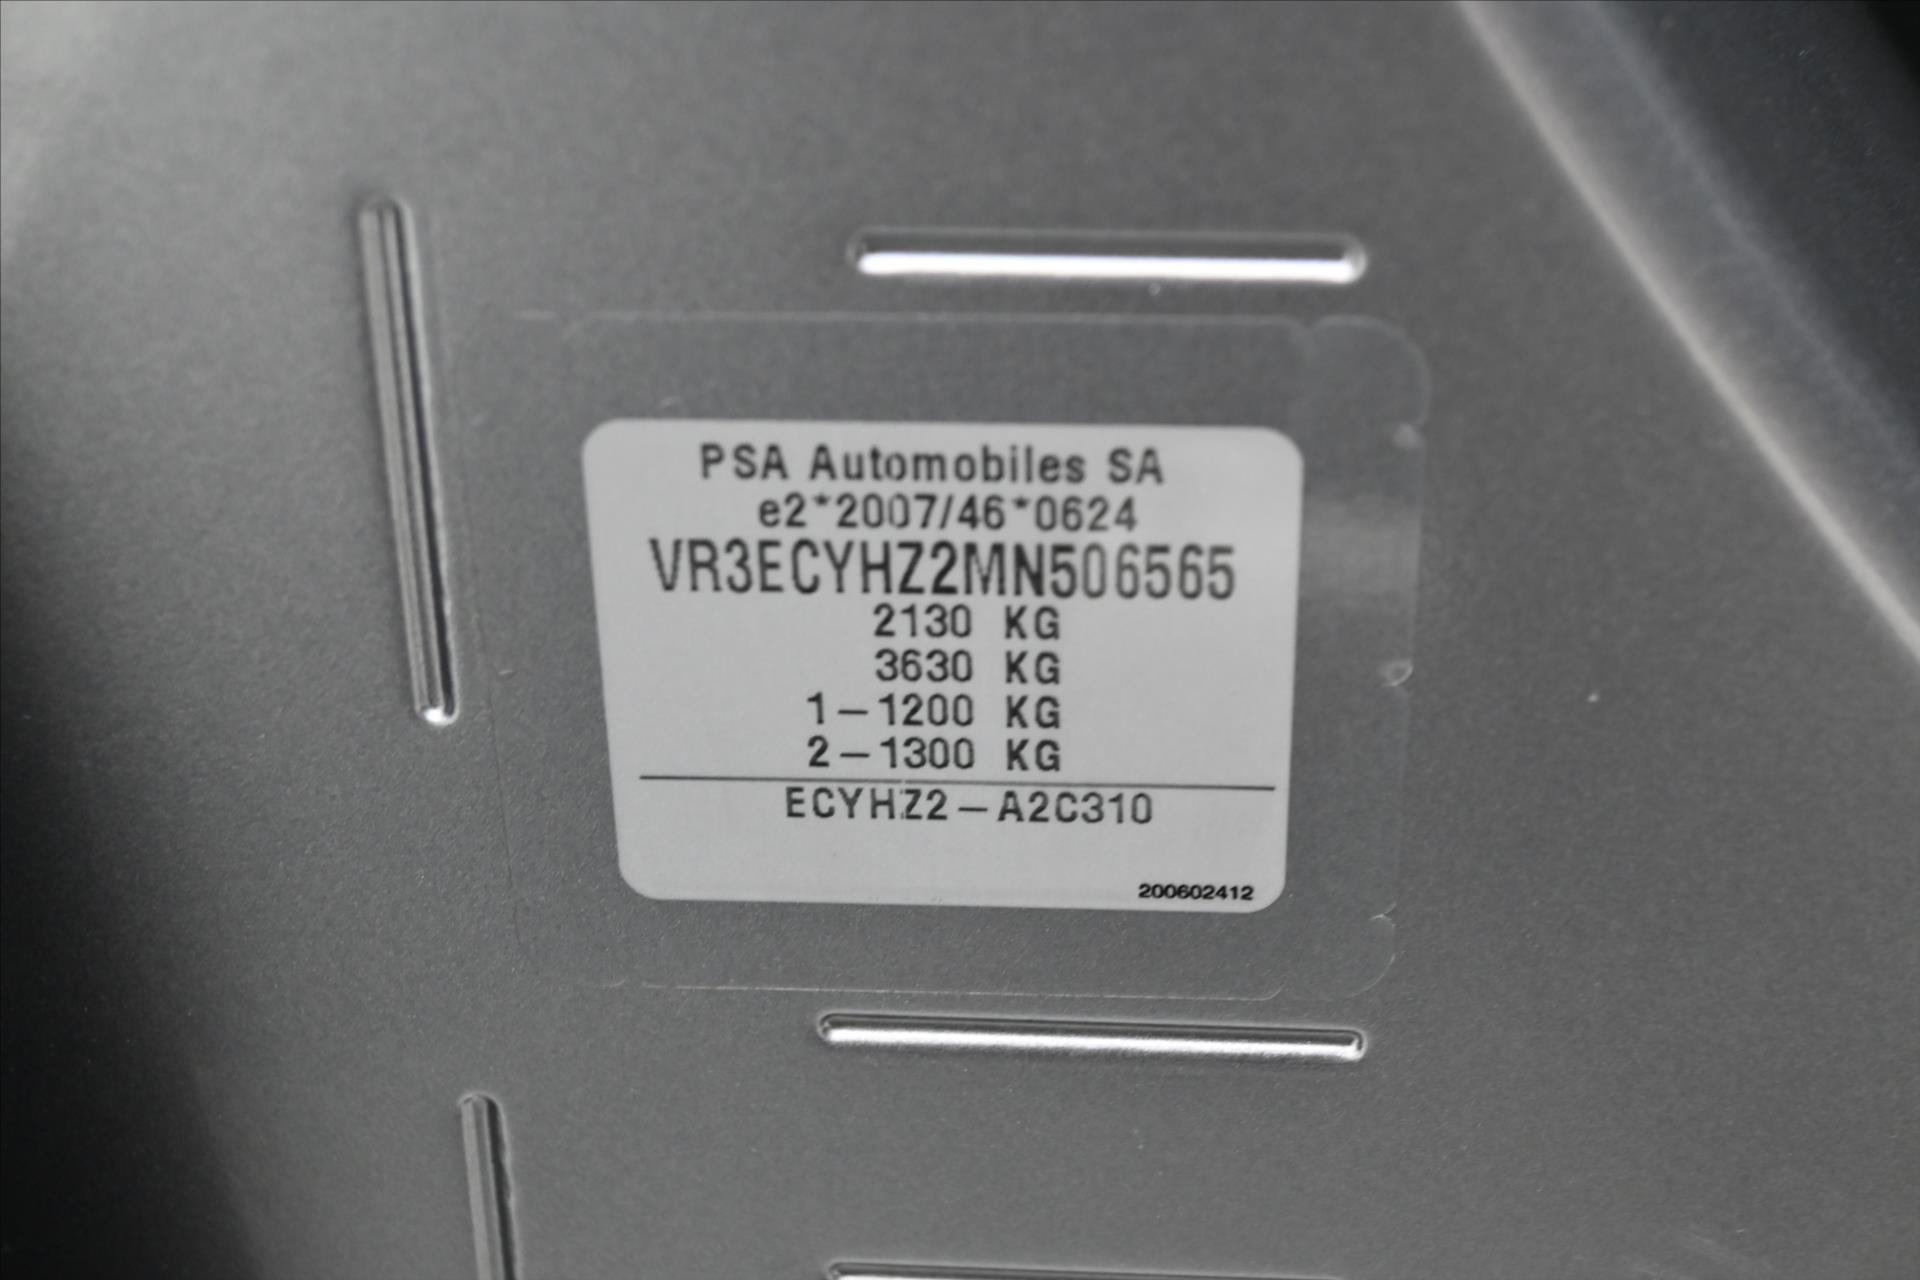 PSA Automobiles SA
e2*2007/46*0624
VR3ECYHZ2MN506565
2130 KG
3630 KG
1-1200 KG
2-1300 KG
ECYHZ2-A2C310
200602412